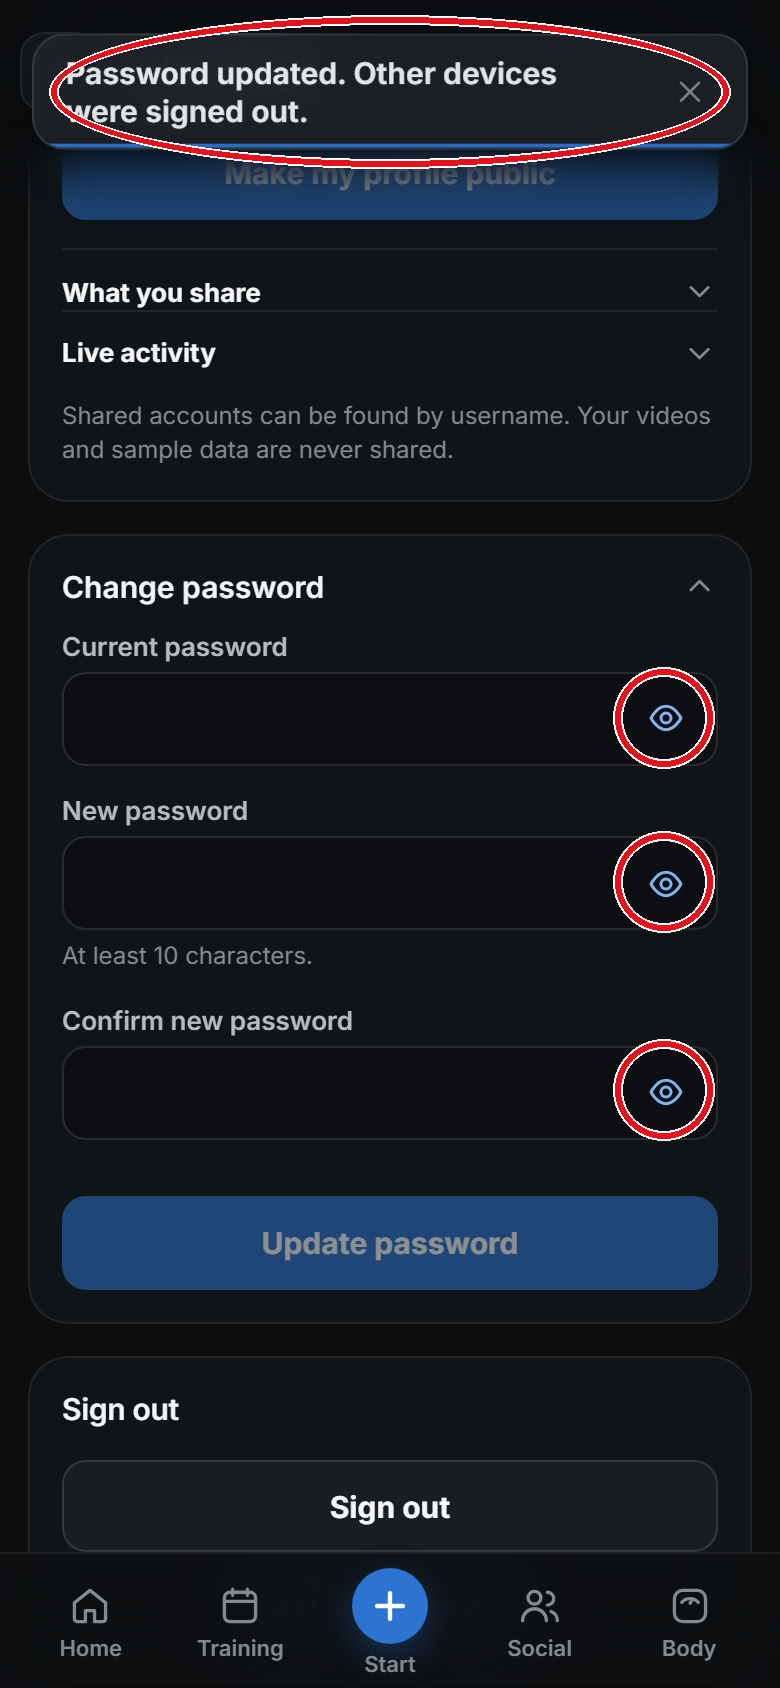 Password updated. Other devices
were signed out.
Make my profile public
What you share
Live activity
Shared accounts can be found by username. Your videos
and sample data are never shared.
Change password
Current password
New password
At least 10 characters.
Confirm new password
Update password
Sign out
Sign out
Home
Training
Start
Social
Body